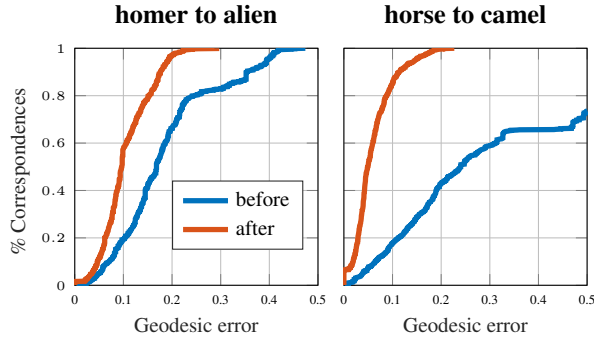 homer to alien
horse to camel
1
0.8
0.6
0.4
0.2
0
% Correspondences
before
after
0 0.1 0.2 0.3 0.4 0.5
0 0.1 0.2 0.3 0.4 0.5
Geodesic error
Geodesic error